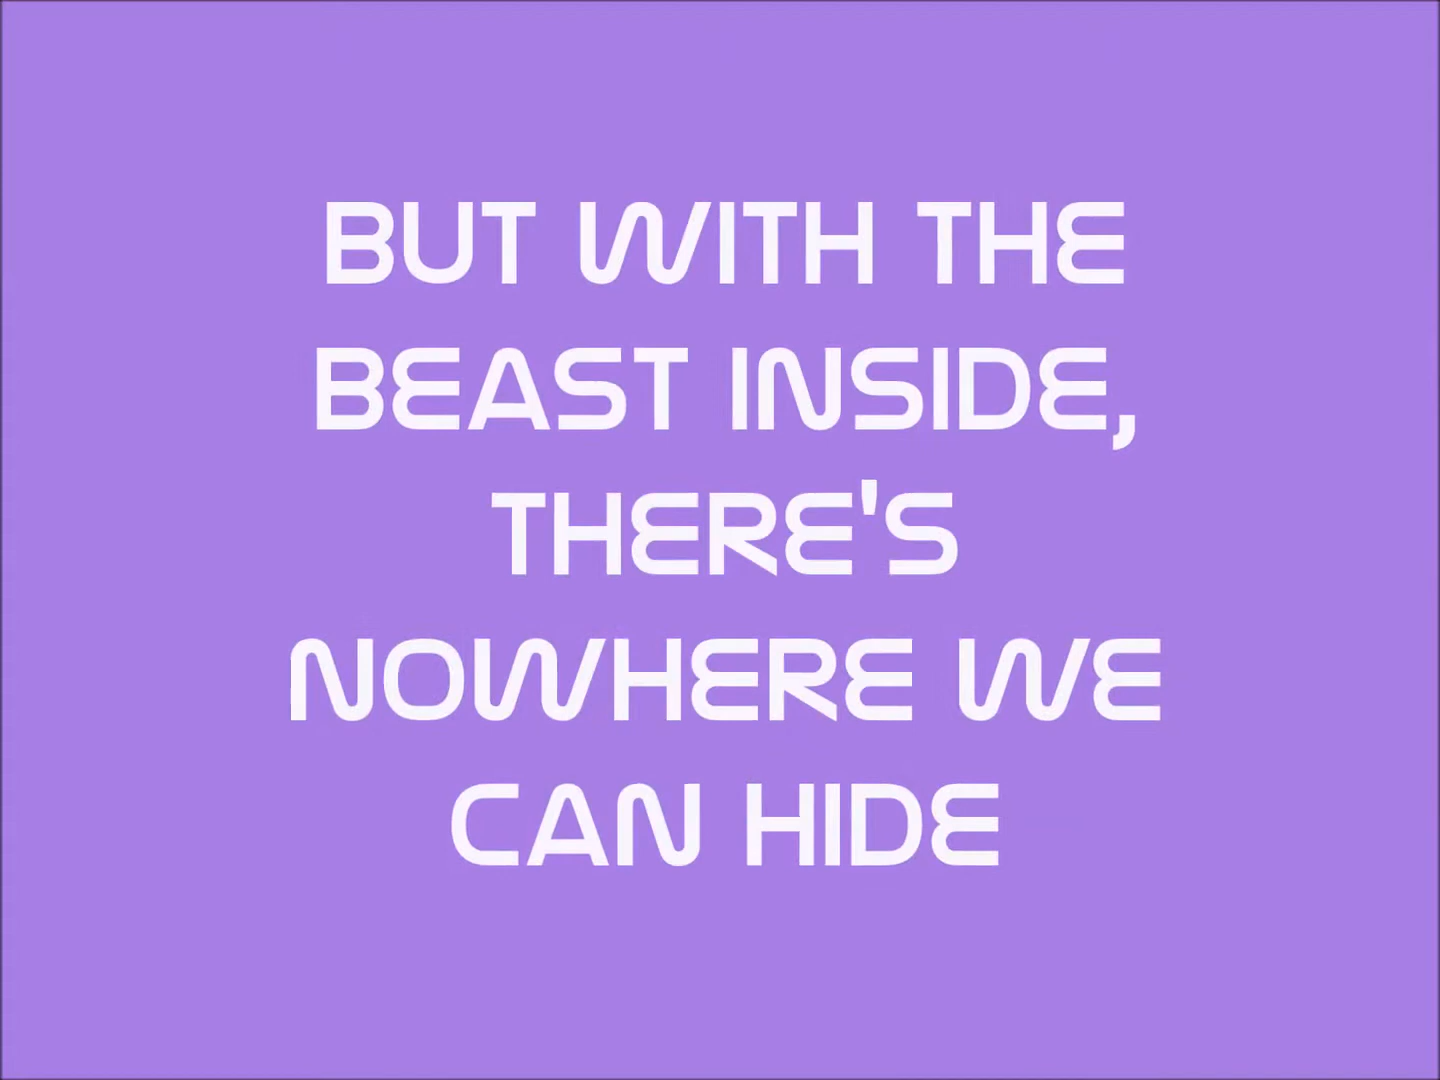 BUT WITH THE
BEAST INSIDE,
THERE'S
NOWHERE WE
CAN HIDE